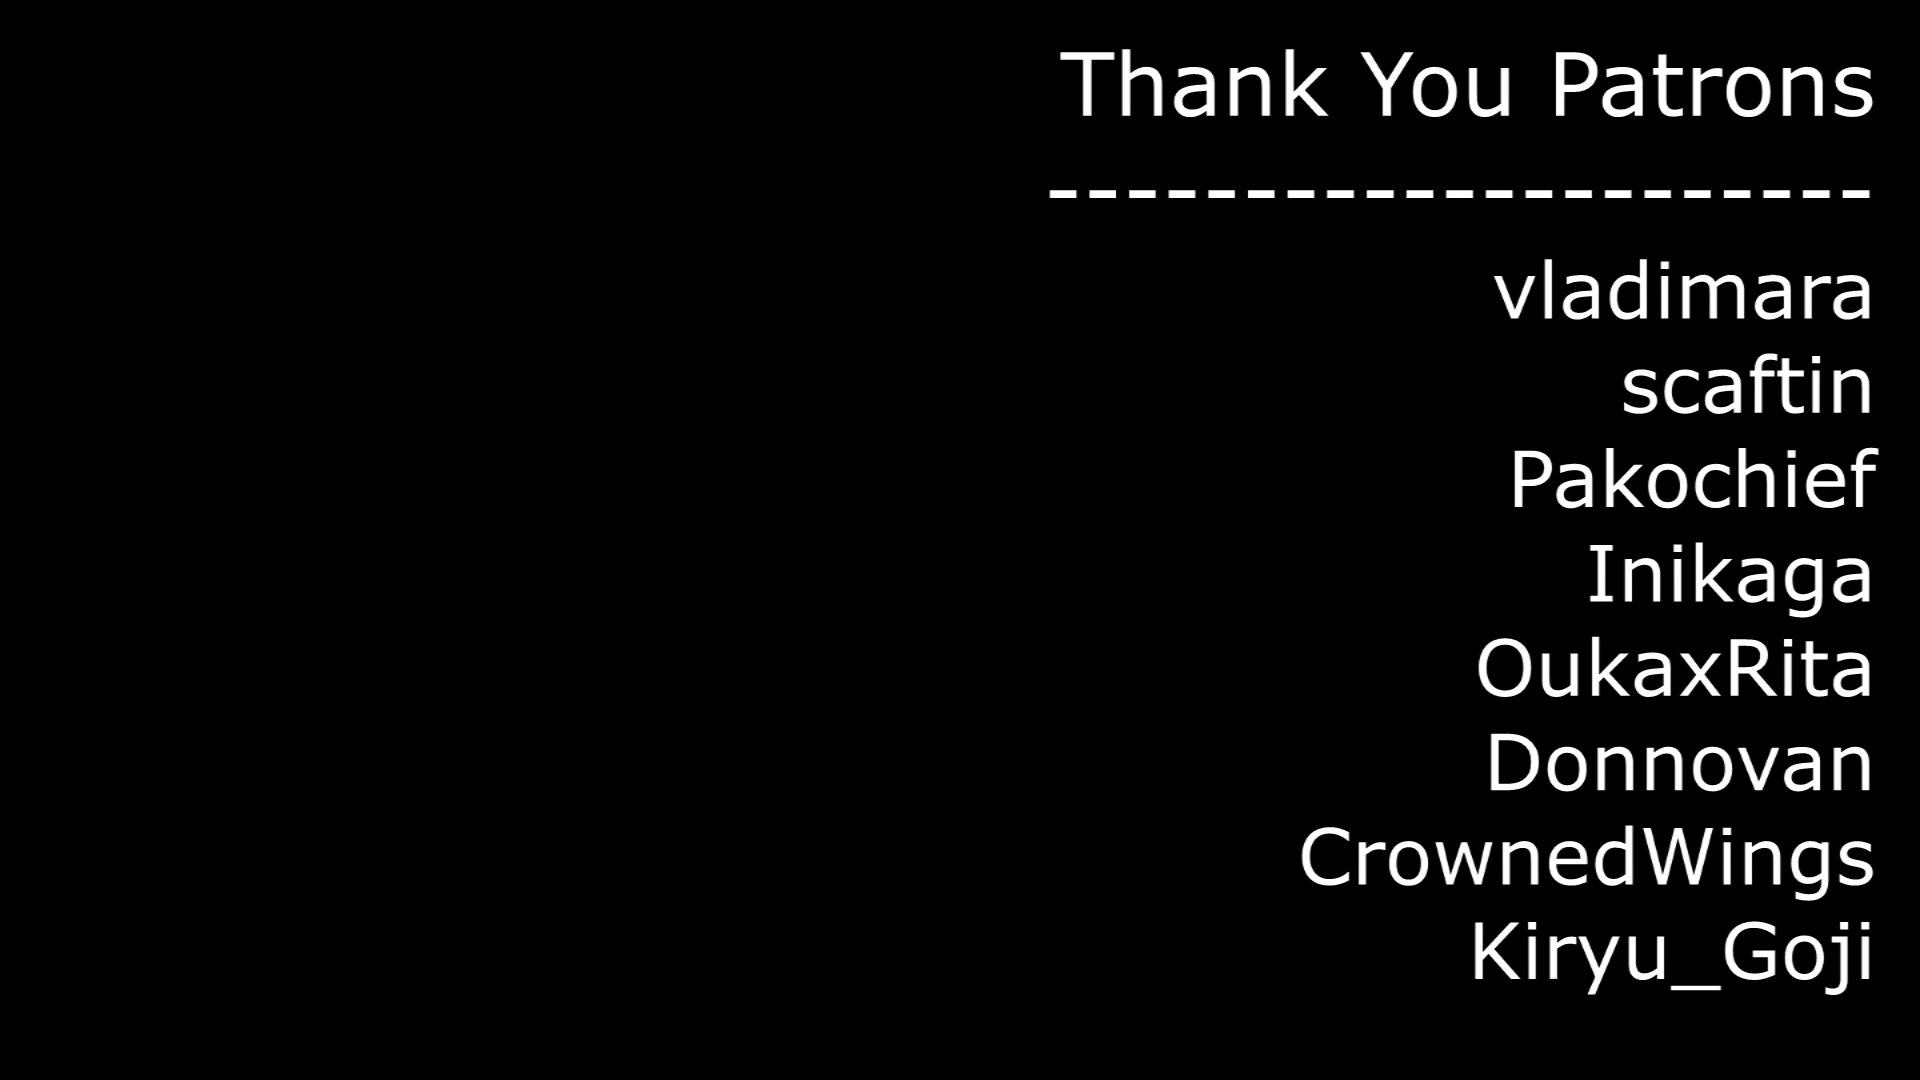 Thank You Patrons
---------------------
vladimara
scaftin
Pakochief
Inikaga
OukaxRita
Donnovan
CrownedWings
Kiryu_Goji